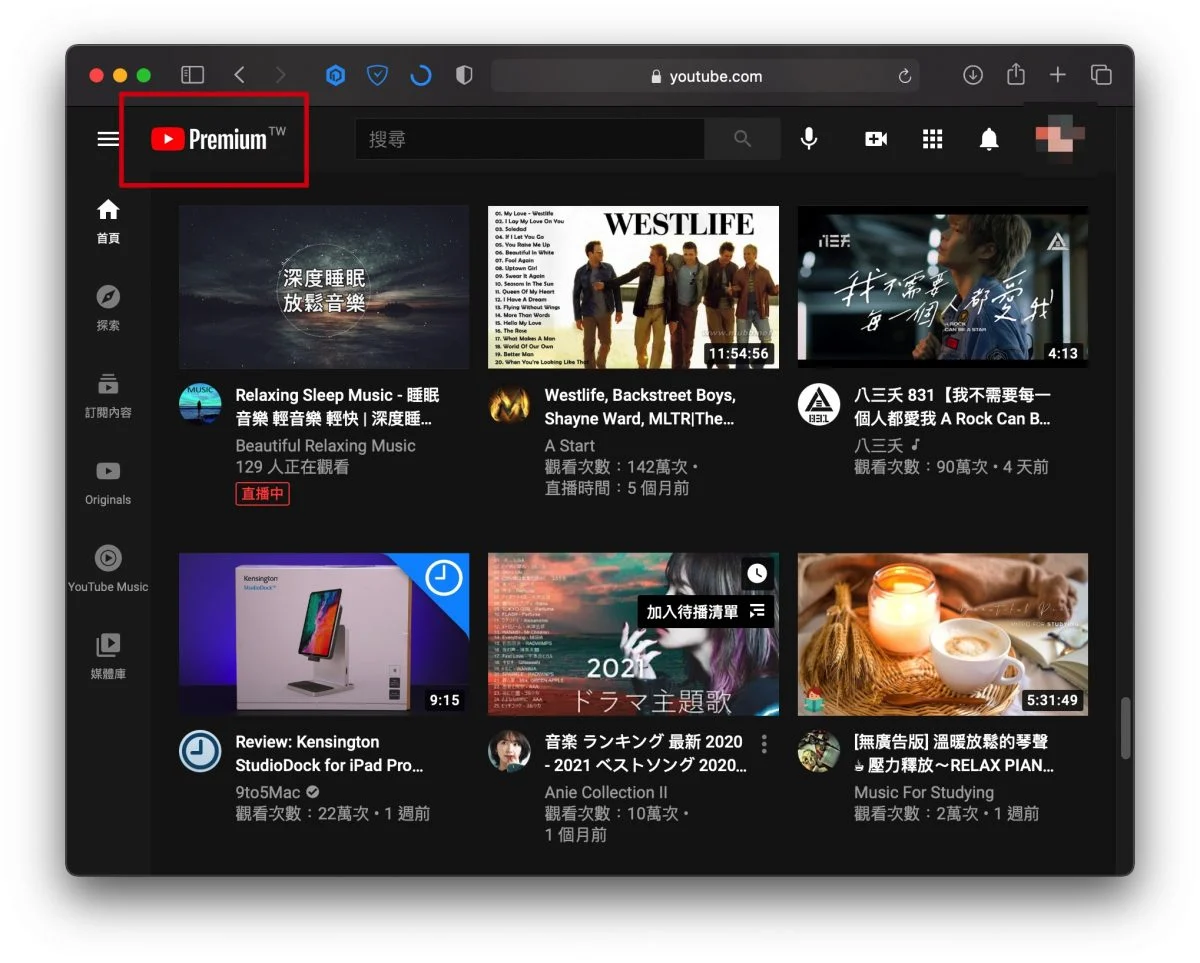 youtube.com
Premium TW
搜尋
首頁
探索
訂閱內容
Originals
YouTube Music
媒體庫
深度睡眠
放鬆音樂
MUSIC
Relaxing Sleep Music - 睡眠
音樂 輕音樂 輕快 | 深度睡...
Beautiful Relaxing Music
129 人正在觀看
直播中
WESTLIFE
01. My Love - Westlife
02. I Lay My Love On You
03. Soledad
04. If I Let You Go
05. You Raise Me Up
06. Beautiful In White
07. Fool Again
08. Uptown Girl
09. Swear It Again
10. Seasons In The Sun
11. Queen Of My Heart
12. I Have A Dream
13. Flying Without Wings
14. More Than Words
15. Hello My Love
16. The Rose
17. What Makes A Man
18. World Of Our Own
19. Better Man
20. When You're Looking Like That
11:54:56
Westlife, Backstreet Boys,
Shayne Ward, MLTR|The...
A Start
觀看次數：142萬次 •
直播時間：5 個月前
八三夭
我不需要
每一個人都愛我
A ROCK
CAN BE A STAR
4:13
831
八三夭 831【我不需要每一
個人都愛我 A Rock Can B...
八三夭 ♪
觀看次數：90萬次 • 4 天前
Kensington
StudioDock™
9:15
Review: Kensington
StudioDock for iPad Pro...
9to5Mac
觀看次數：22萬次 • 1 週前
加入待播清單
2021
ドラマ主題歌
音楽 ランキング 最新 2020
- 2021 ベストソング 2020...
Anie Collection II
觀看次數：10萬次 •
1 個月前
MUSIC FOR STUDYING
5:31:49
[無廣告版] 溫暖放鬆的琴聲
☕ 壓力釋放～RELAX PIAN...
Music For Studying
觀看次數：2萬次 • 1 週前